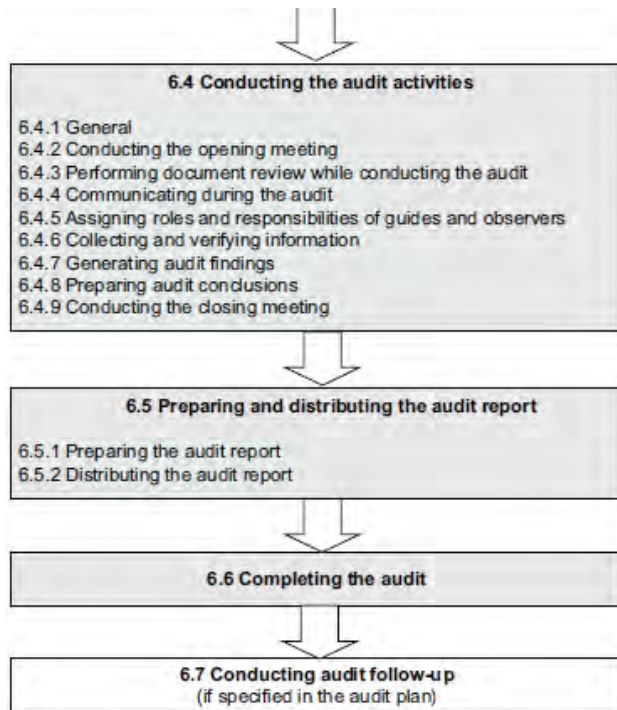 6.4 Conducting the audit activities
6.4.1 General
6.4.2 Conducting the opening meeting
6.4.3 Performing document review while conducting the audit
6.4.4 Communicating during the audit
6.4.5 Assigning roles and responsibilities of guides and observers
6.4.6 Collecting and verifying information
6.4.7 Generating audit findings
6.4.8 Preparing audit conclusions
6.4.9 Conducting the closing meeting
6.5 Preparing and distributing the audit report
6.5.1 Preparing the audit report
6.5.2 Distributing the audit report
6.6 Completing the audit
6.7 Conducting audit follow-up
(if specified in the audit plan)